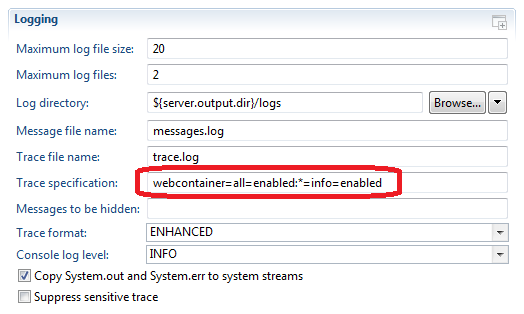 Logging
Maximum log file size: 20
Maximum log files: 2
Log directory: ${server.output.dir}/logs Browse...
Message file name: messages.log
Trace file name: trace.log
Trace specification: webcontainer=all=enabled:*=info=enabled
Messages to be hidden:
Trace format: ENHANCED
Console log level: INFO
Copy System.out and System.err to system streams
Suppress sensitive trace